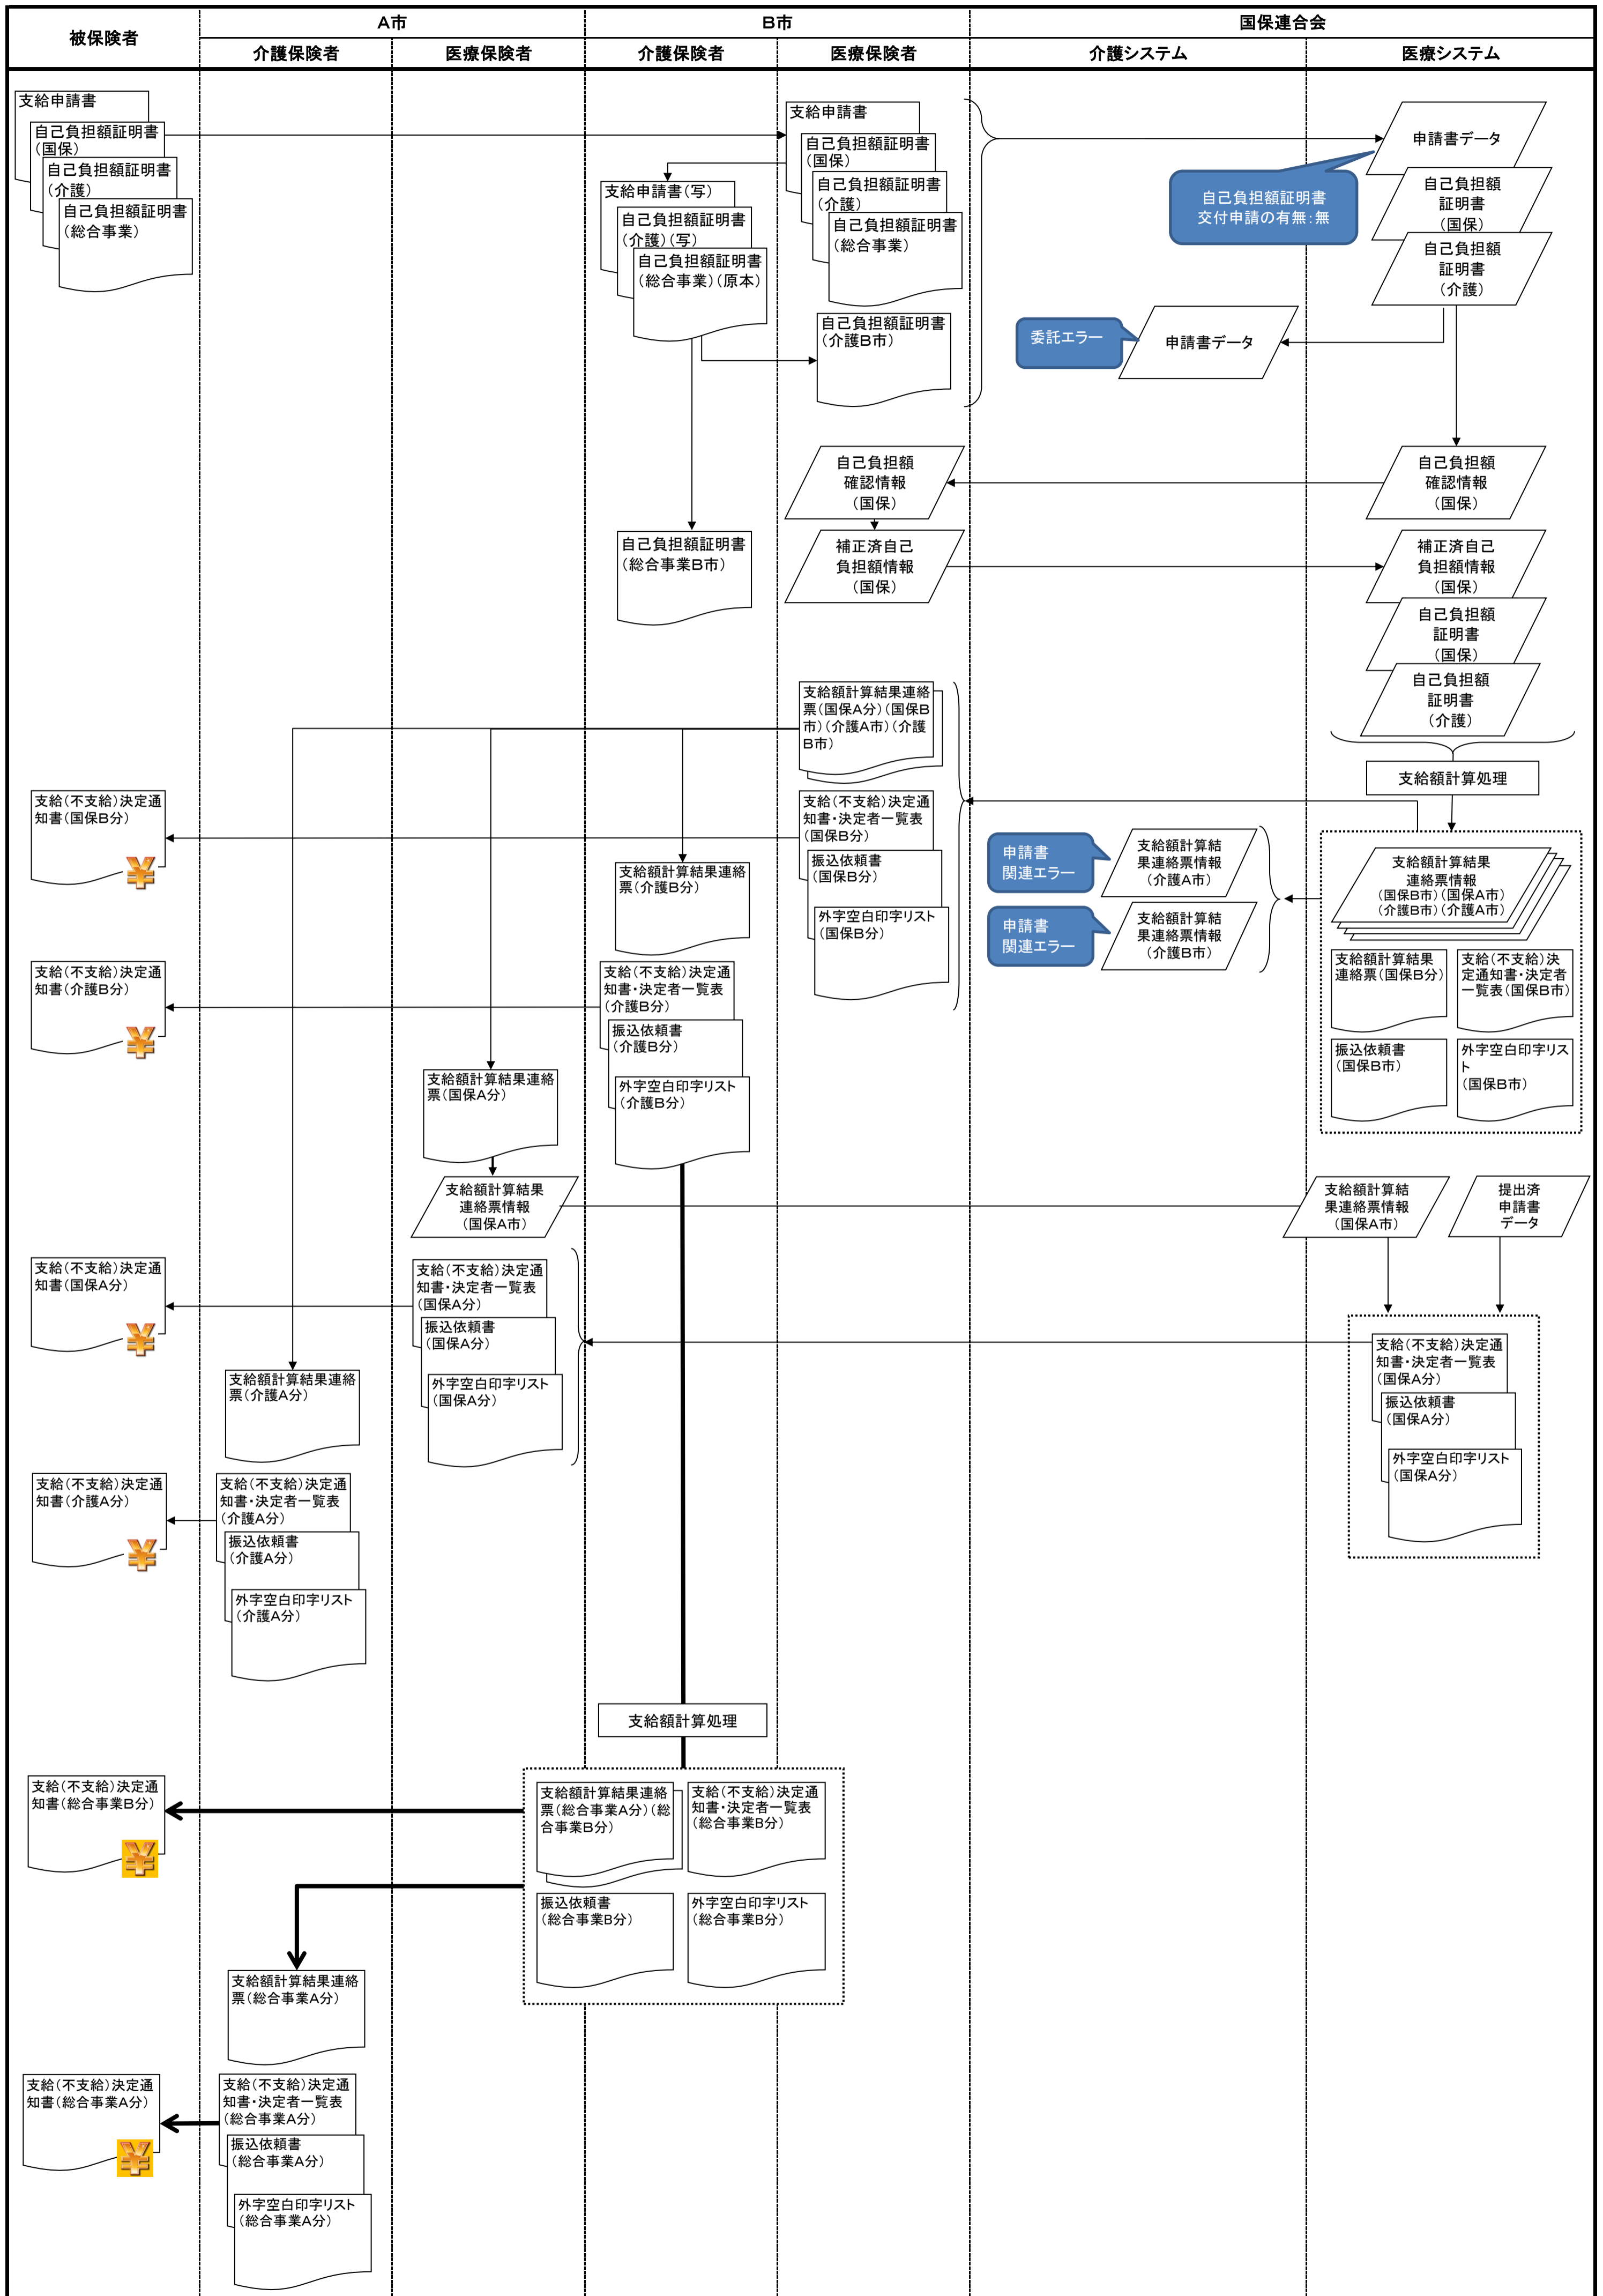 被保険者
A市
B市
国保連合会
介護保険者
医療保険者
介護保険者
医療保険者
介護システム
医療システム
支給申請書
自己負担額証明書
（国保）
自己負担額証明書
（介護）
自己負担額証明書
（総合事業）
支給申請書
自己負担額証明書
（国保）
自己負担額証明書
（介護）
自己負担額証明書
（総合事業）
支給申請書（写）
自己負担額証明書
（介護）（写）
自己負担額証明書
（総合事業）（原本）
自己負担額証明書
（介護B市）
申請書データ
自己負担額証明書
交付申請の有無：無
自己負担額
証明書
（国保）
自己負担額
証明書
（介護）
委託エラー
申請書データ
自己負担額
確認情報
（国保）
自己負担額
確認情報
（国保）
自己負担額証明書
（総合事業B市）
補正済自己
負担額情報
（国保）
補正済自己
負担額情報
（国保）
自己負担額
証明書
（国保）
自己負担額
証明書
（介護）
支給額計算結果連絡
票（国保A分）（国保B
市）（介護A市）（介護
B市）
支給額計算処理
支給（不支給）決定通
知書（国保B分）
支給（不支給）決定通
知書・決定者一覧表
（国保B分）
振込依頼書
（国保B分）
外字空白印字リスト
（国保B分）
支給額計算結果連絡
票（介護B分）
申請書
関連エラー
支給額計算結
果連絡票情報
（介護A市）
申請書
関連エラー
支給額計算結
果連絡票情報
（介護B市）
支給額計算結果
連絡票情報
（国保B市）（国保A市）
（介護B市）（介護A市）
支給額計算結果
連絡票（国保B分）
支給（不支給）決
定通知書・決定者
一覧表（国保B市）
振込依頼書
（国保B市）
外字空白印字リス
ト
（国保B市）
支給（不支給）決定通
知書（介護B分）
支給（不支給）決定通
知書・決定者一覧表
（介護B分）
振込依頼書
（介護B分）
外字空白印字リスト
（介護B分）
支給額計算結果連絡
票（国保A分）
支給額計算結果
連絡票情報
（国保A市）
支給額計算結
果連絡票情報
（国保A市）
提出済
申請書
データ
支給（不支給）決定通
知書（国保A分）
支給（不支給）決定通
知書・決定者一覧表
（国保A分）
振込依頼書
（国保A分）
外字空白印字リスト
（国保A分）
支給（不支給）決定通
知書・決定者一覧表
（国保A分）
振込依頼書
（国保A分）
外字空白印字リスト
（国保A分）
支給額計算結果連絡
票（介護A分）
支給（不支給）決定通
知書（介護A分）
支給（不支給）決定通
知書・決定者一覧表
（介護A分）
振込依頼書
（介護A分）
外字空白印字リスト
（介護A分）
支給額計算処理
支給（不支給）決定通
知書（総合事業B分）
支給額計算結果連絡
票（総合事業A分）（総
合事業B分）
支給（不支給）決定通
知書・決定者一覧表
（総合事業B分）
振込依頼書
（総合事業B分）
外字空白印字リスト
（総合事業B分）
支給額計算結果連絡
票（総合事業A分）
支給（不支給）決定通
知書（総合事業A分）
支給（不支給）決定通
知書・決定者一覧表
（総合事業A分）
振込依頼書
（総合事業A分）
外字空白印字リスト
（総合事業A分）